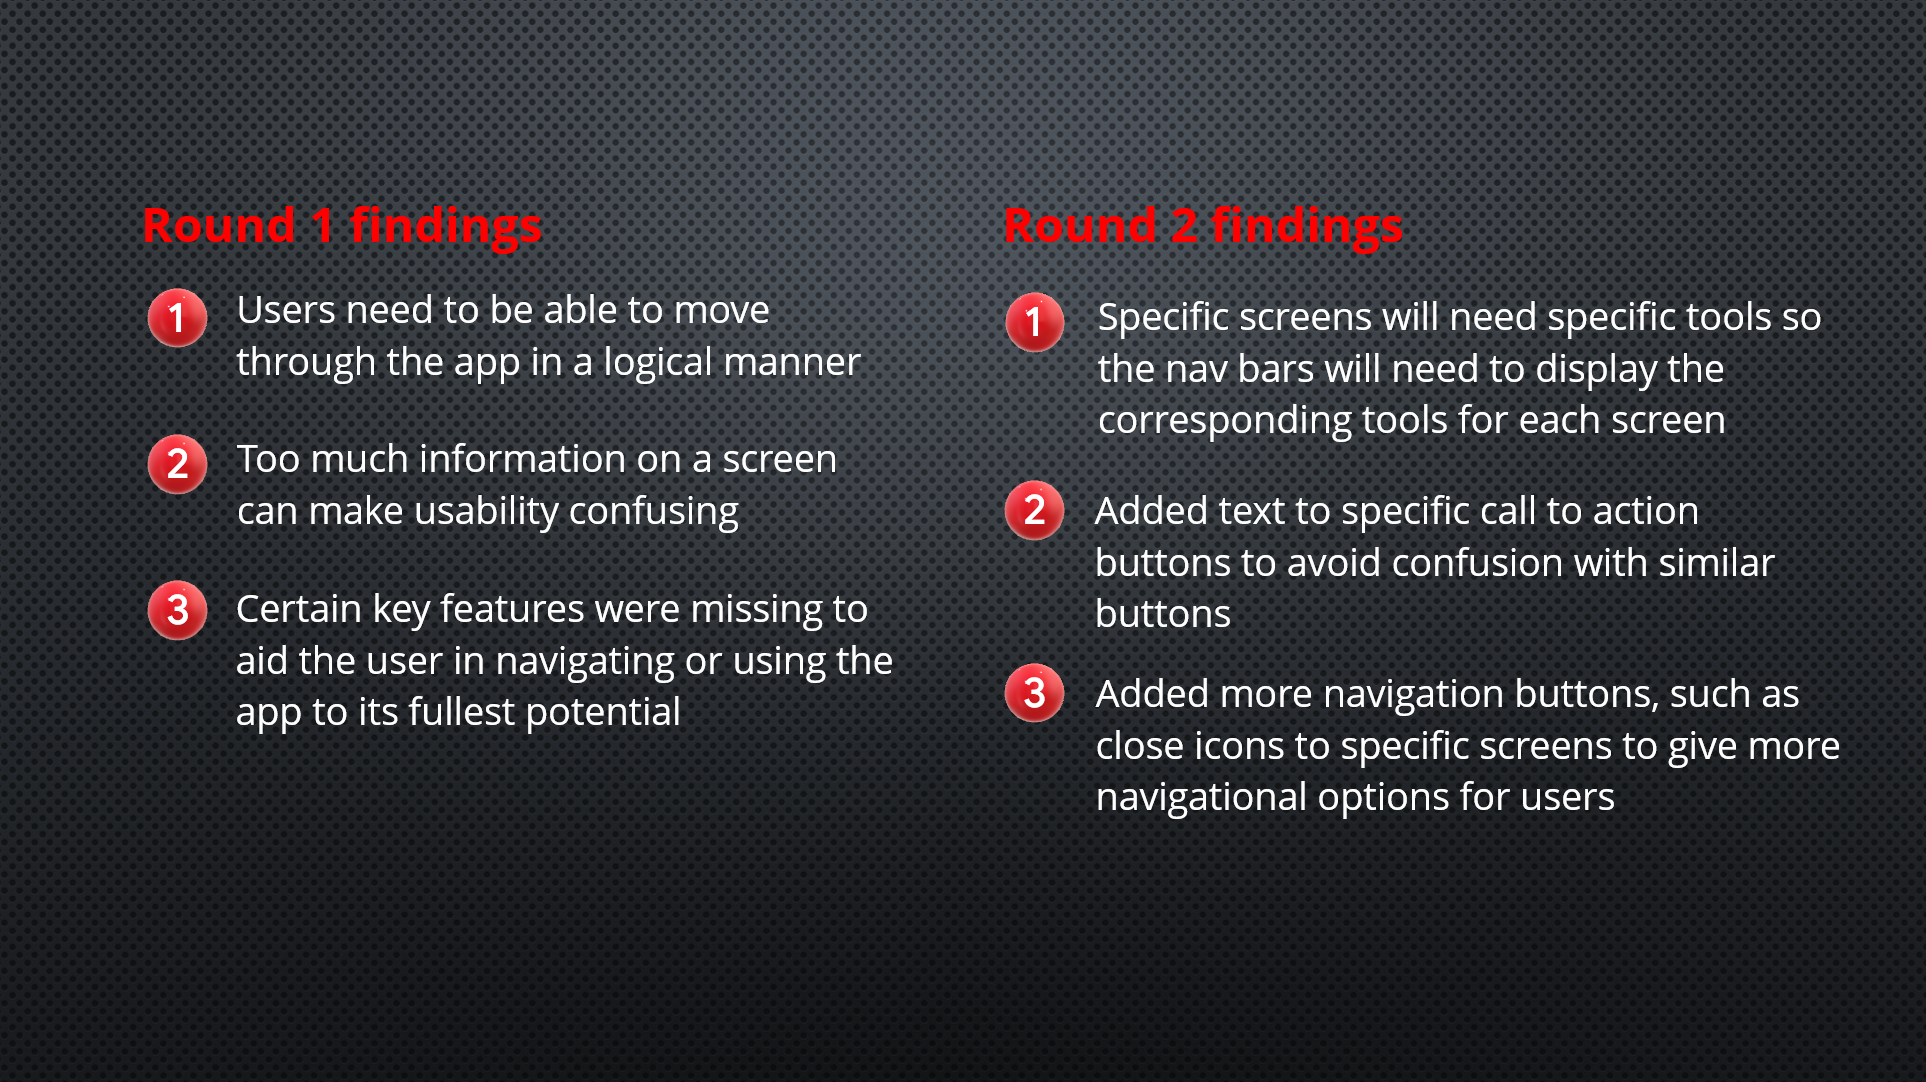 Round 1 findings
1
Users need to be able to move
through the app in a logical manner
2
Too much information on a screen
can make usability confusing
3
Certain key features were missing to
aid the user in navigating or using the
app to its fullest potential
Round 2 findings
1
Specific screens will need specific tools so
the nav bars will need to display the
corresponding tools for each screen
2
Added text to specific call to action
buttons to avoid confusion with similar
buttons
3
Added more navigation buttons, such as
close icons to specific screens to give more
navigational options for users